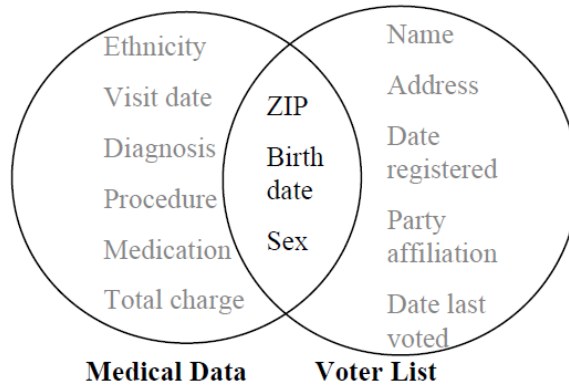 Ethnicity
Visit date
Diagnosis
Procedure
Medication
Total charge
ZIP
Birth
date
Sex
Name
Address
Date
registered
Party
affiliation
Date last
voted
Medical Data
Voter List